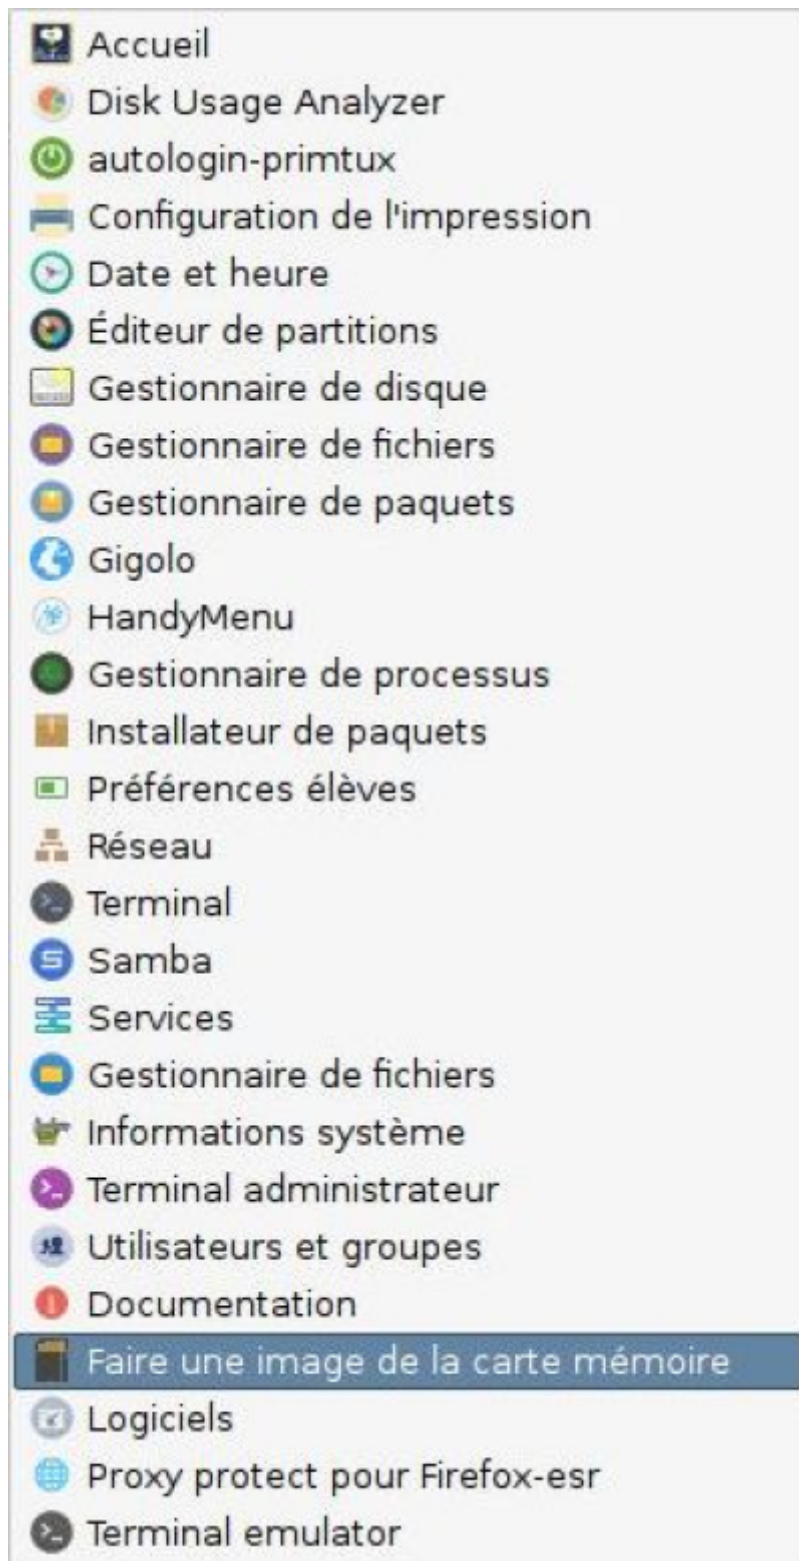 Accueil
Disk Usage Analyzer
autologin-primtux
Configuration de l'impression
Date et heure
Éditeur de partitions
Gestionnaire de disque
Gestionnaire de fichiers
Gestionnaire de paquets
Gigolo
HandyMenu
Gestionnaire de processus
Installateur de paquets
Préférences élèves
Réseau
Terminal
Samba
Services
Gestionnaire de fichiers
Informations système
Terminal administrateur
Utilisateurs et groupes
Documentation
Faire une image de la carte mémoire
Logiciels
Proxy protect pour Firefox-esr
Terminal emulator